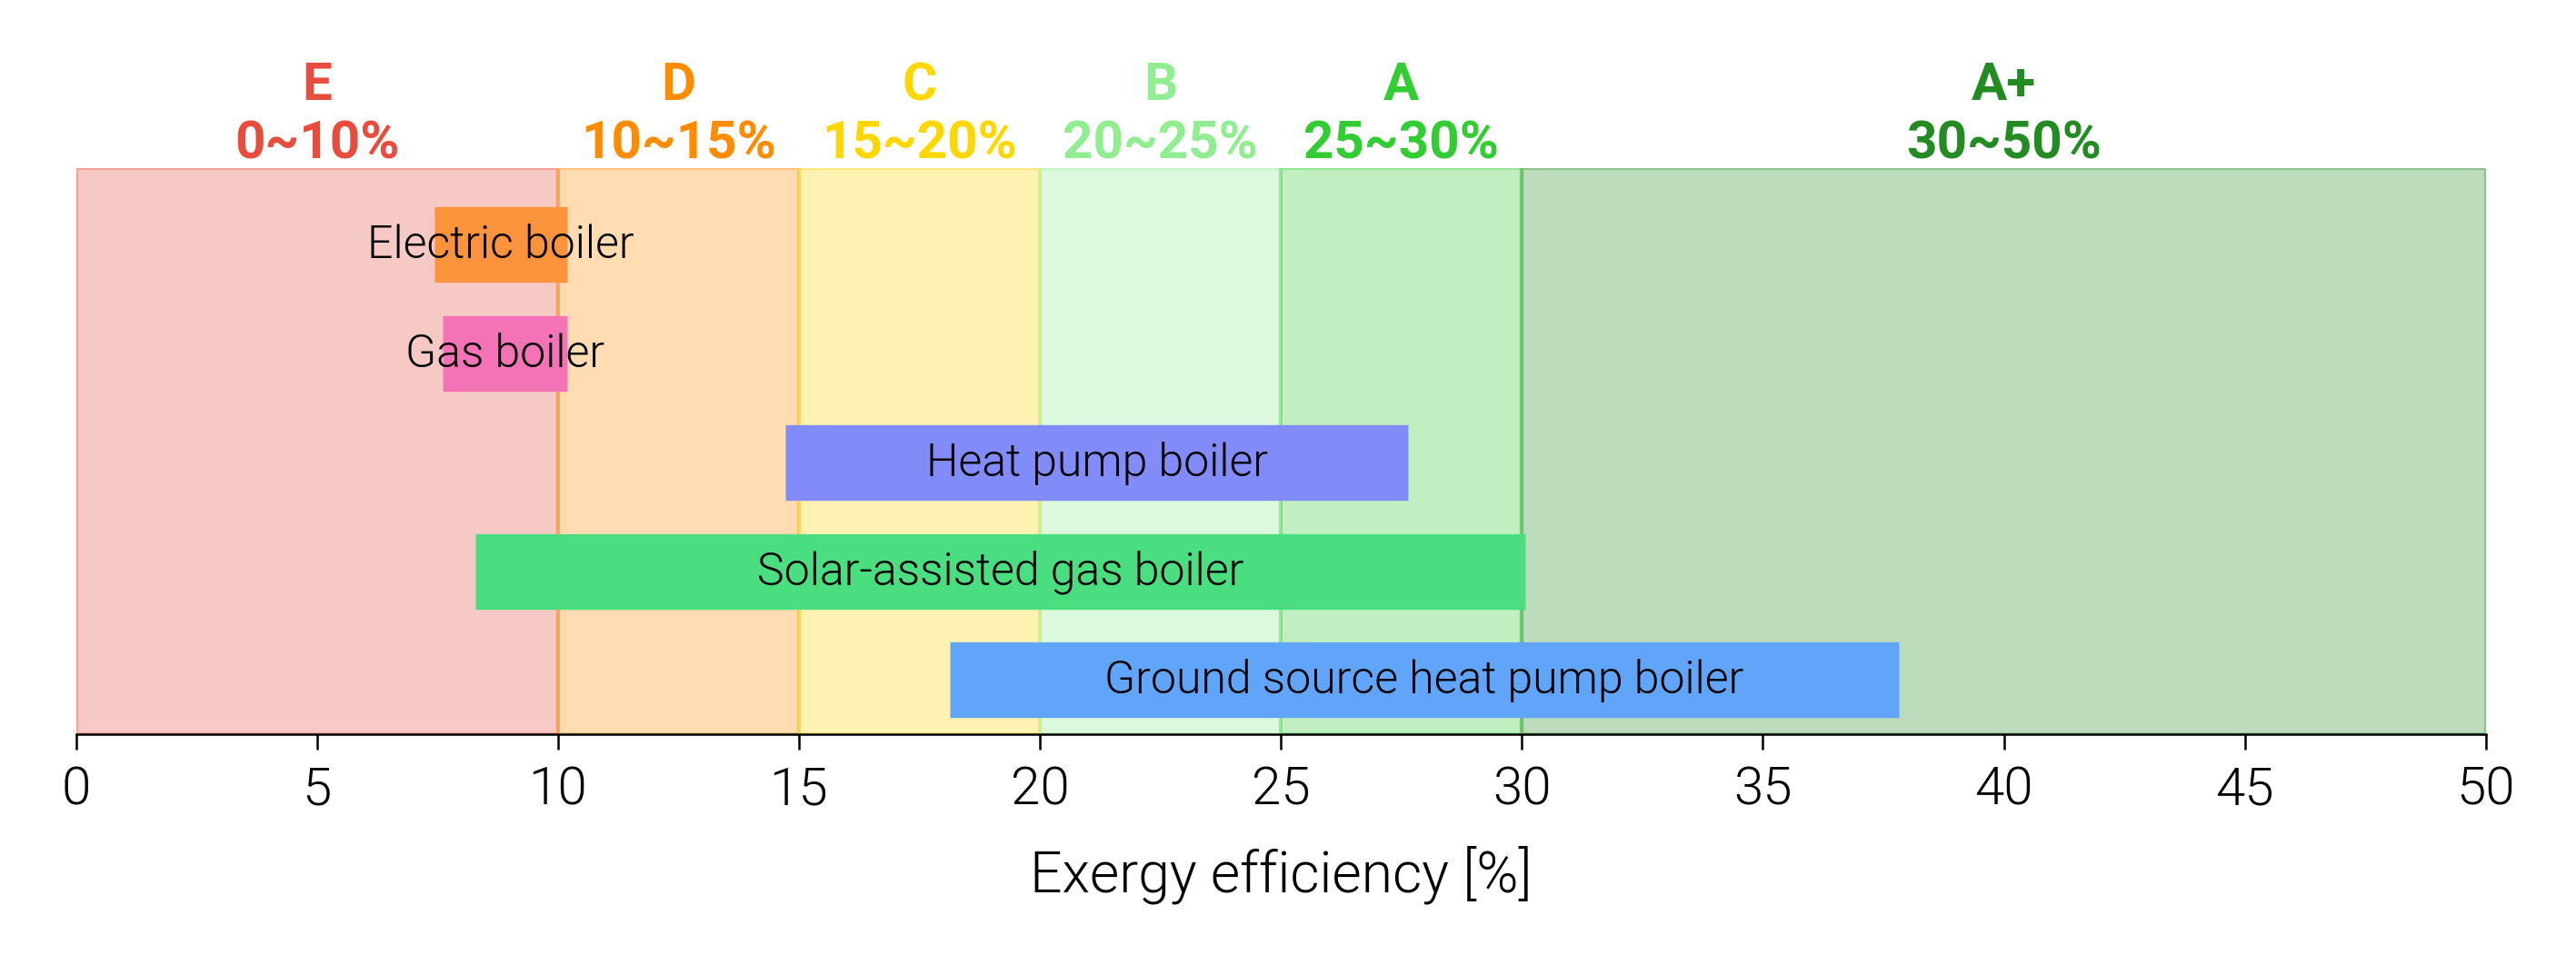 E
0~10%
D
10~15%
C
15~20%
B
20~25%
A
25~30%
A+
30~50%
Electric boiler
Gas boiler
Heat pump boiler
Solar-assisted gas boiler
Ground source heat pump boiler
0 5 10 15 20 25 30 35 40 45 50
Exergy efficiency [%]